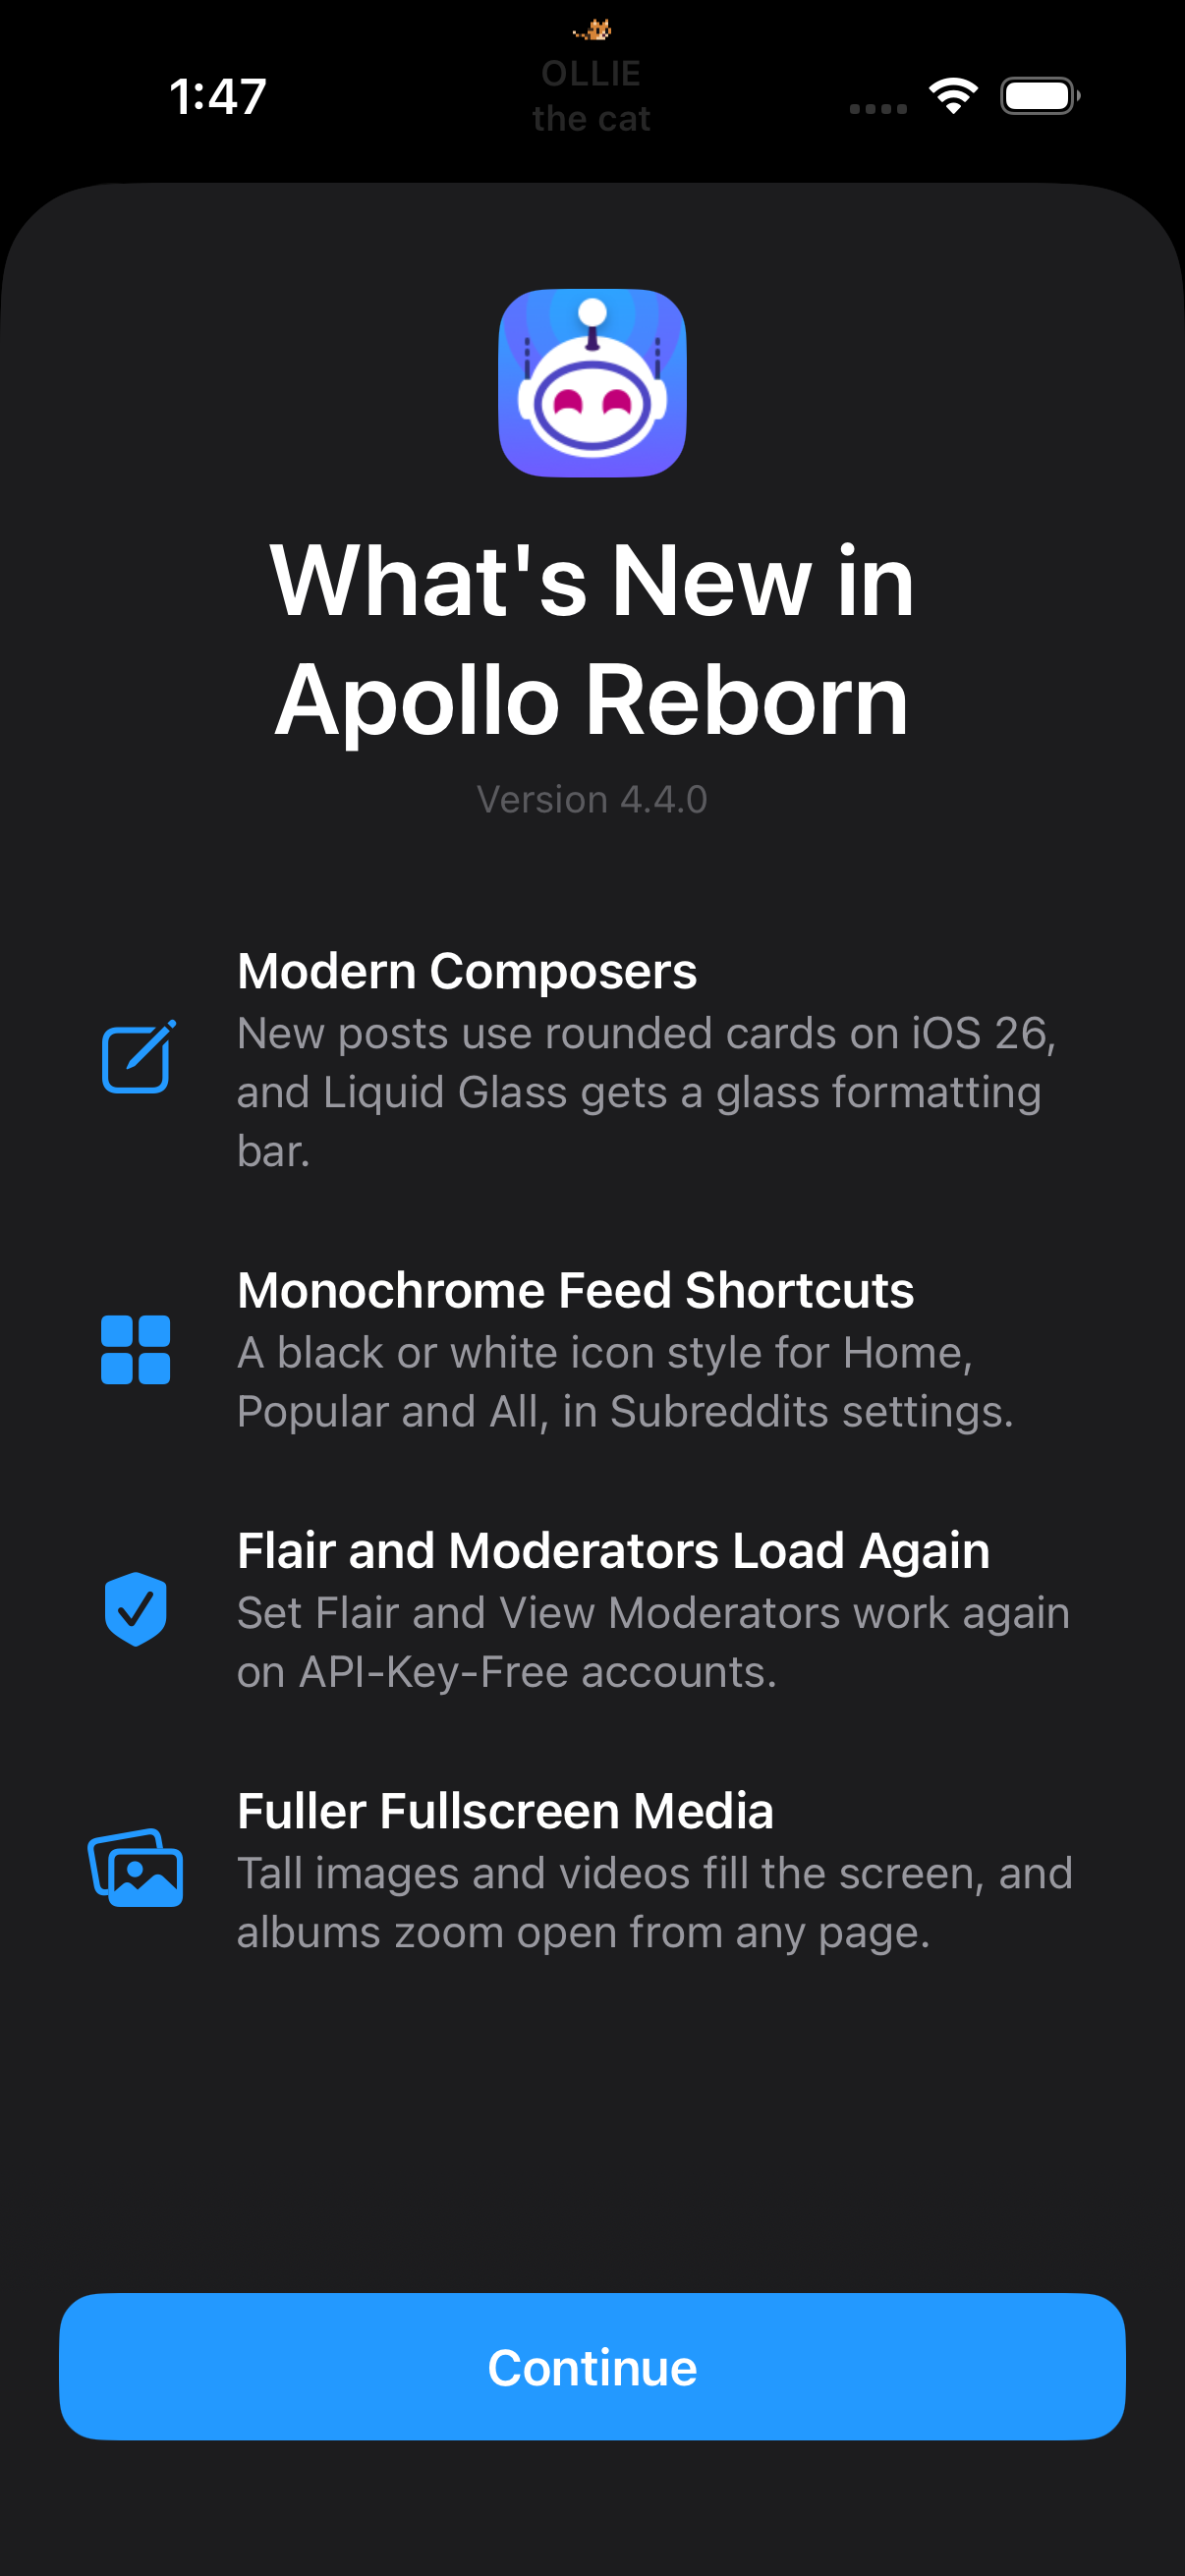 OLLIE
the cat
1:47
What's New in
Apollo Reborn
Version 4.4.0
Modern Composers
New posts use rounded cards on iOS 26,
and Liquid Glass gets a glass formatting
bar.
Monochrome Feed Shortcuts
A black or white icon style for Home,
Popular and All, in Subreddits settings.
Flair and Moderators Load Again
Set Flair and View Moderators work again
on API-Key-Free accounts.
Fuller Fullscreen Media
Tall images and videos fill the screen, and
albums zoom open from any page.
Continue